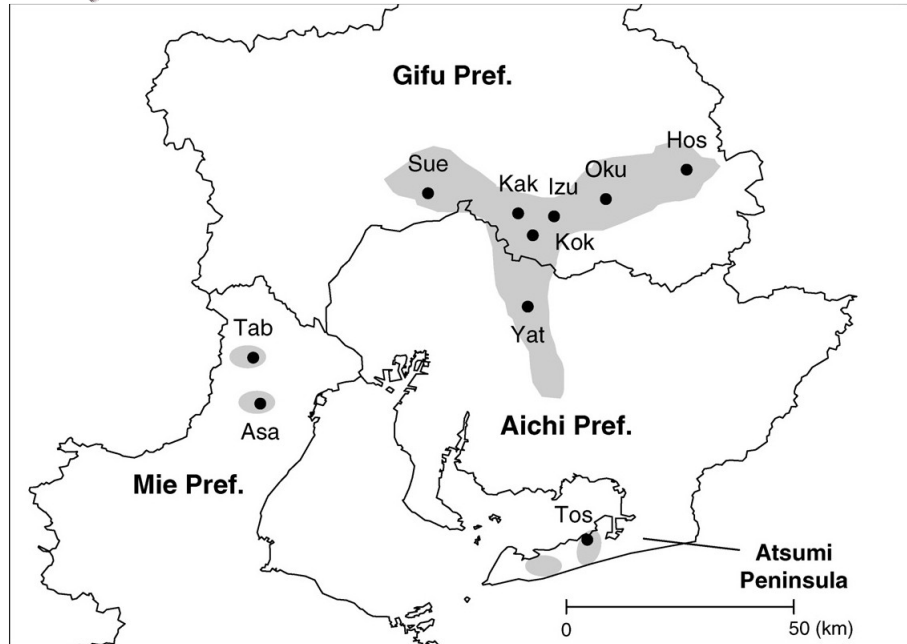 Gifu Pref.
Hos
Sue
Oku
Kak
Izu
Kok
Tab
Yat
Asa
Aichi Pref.
Mie Pref.
Tos
Atsumi
Peninsula
0
50 (km)